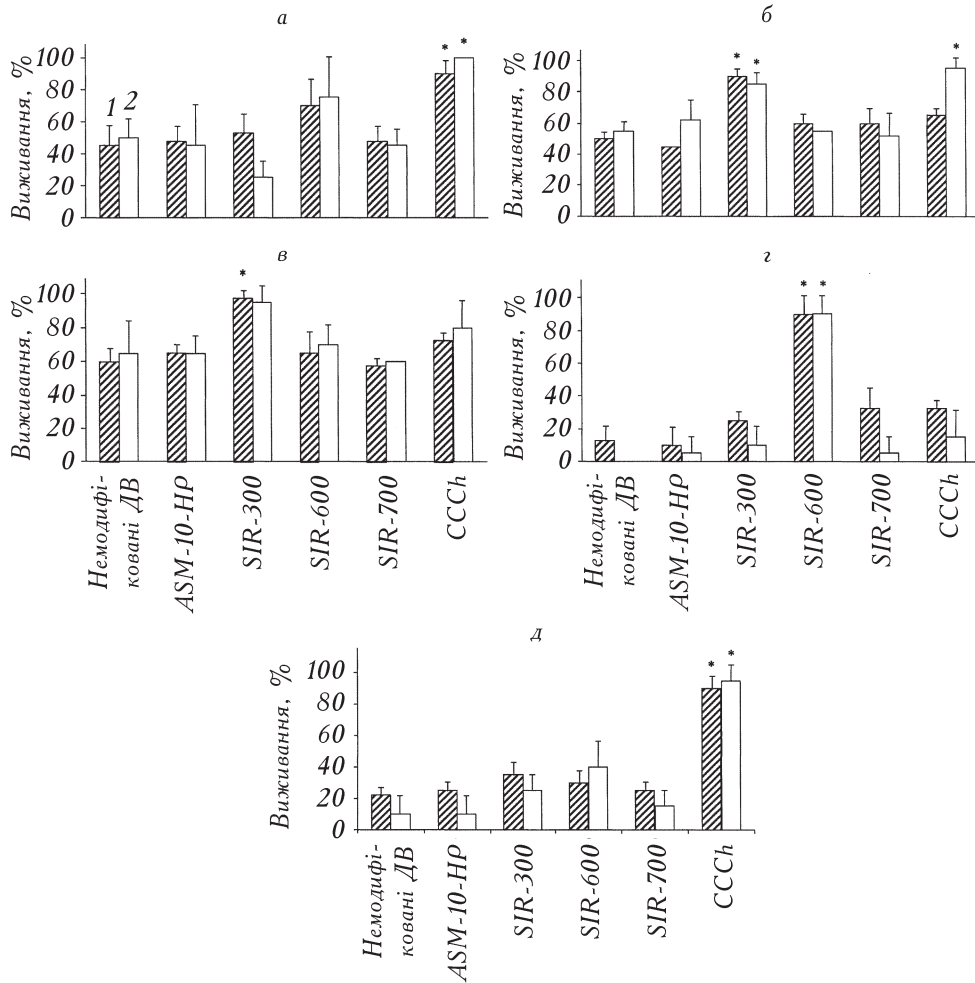 а
Виживання, %
100
80
60
40
20
0
1 2
* *
б
Виживання, %
100
80
60
40
20
0
* *
*
в
Виживання, %
100
80
60
40
20
0
*
г
Виживання, %
100
80
60
40
20
0
* *
Немодифі-
ковані ДВ
ASM-10-HP
SIR-300
SIR-600
SIR-700
CCCh
Немодифі-
ковані ДВ
ASM-10-HP
SIR-300
SIR-600
SIR-700
CCCh
д
Виживання, %
100
80
60
40
20
0
* *
Немодифі-
ковані ДВ
ASM-10-HP
SIR-300
SIR-600
SIR-700
CCCh